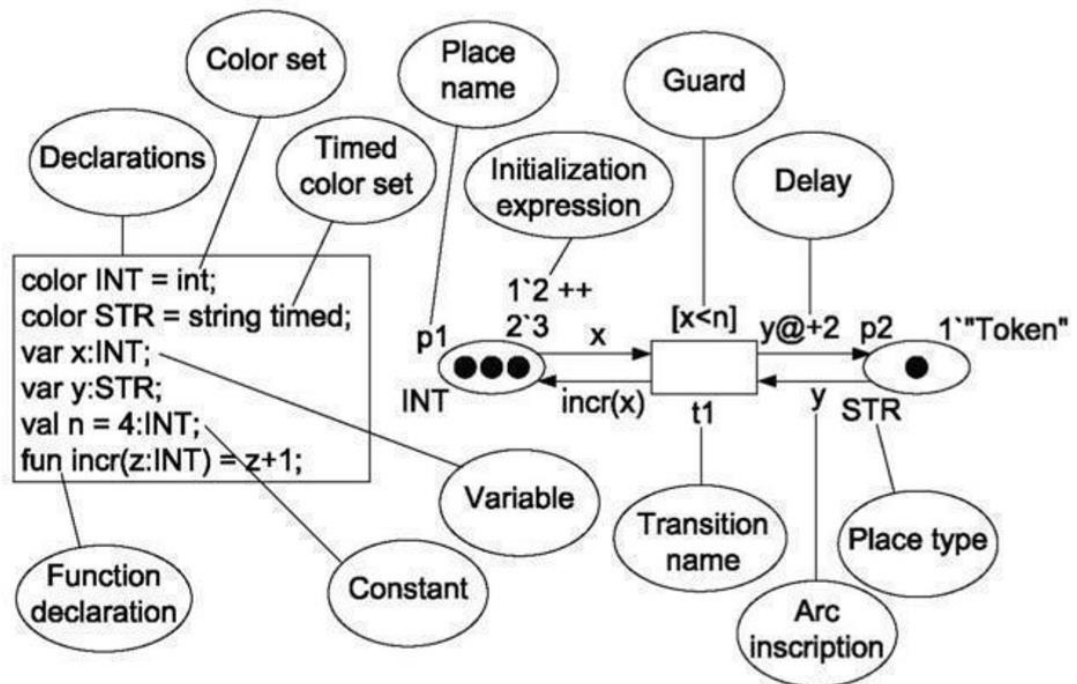 Color set
Place
name
Guard
Declarations
Timed
color set
Initialization
expression
Delay
color INT = int;
color STR = string timed;
var x:INT;
var y:STR;
val n = 4:INT;
fun incr(z:INT) = z+1;
1`2 ++
2`3
p1
x
[x<n]
y@+2
p2
1`"Token"
INT
incr(x)
t1
y
STR
Variable
Transition
name
Place type
Function
declaration
Constant
Arc
inscription